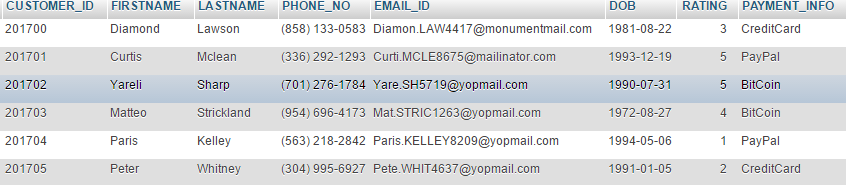 CUSTOMER_ID FIRSTNAME LASTNAME PHONE_NO EMAIL_ID DOB RATING PAYMENT_INFO
201700 Diamond Lawson (858) 133-0583 Diamon.LAW4417@monumentmail.com 1981-08-22 3 CreditCard
201701 Curtis Mclean (336) 292-1293 Curti.MCLE8675@mailinator.com 1993-12-19 5 PayPal
201702 Yareli Sharp (701) 276-1784 Yare.SH5719@yopmail.com 1990-07-31 5 BitCoin
201703 Matteo Strickland (954) 696-4173 Mat.STRIC1263@yopmail.com 1972-08-27 4 BitCoin
201704 Paris Kelley (563) 218-2842 Paris.KELLEY8209@yopmail.com 1994-05-06 1 PayPal
201705 Peter Whitney (304) 995-6927 Pete.WHIT4637@yopmail.com 1991-01-05 2 CreditCard